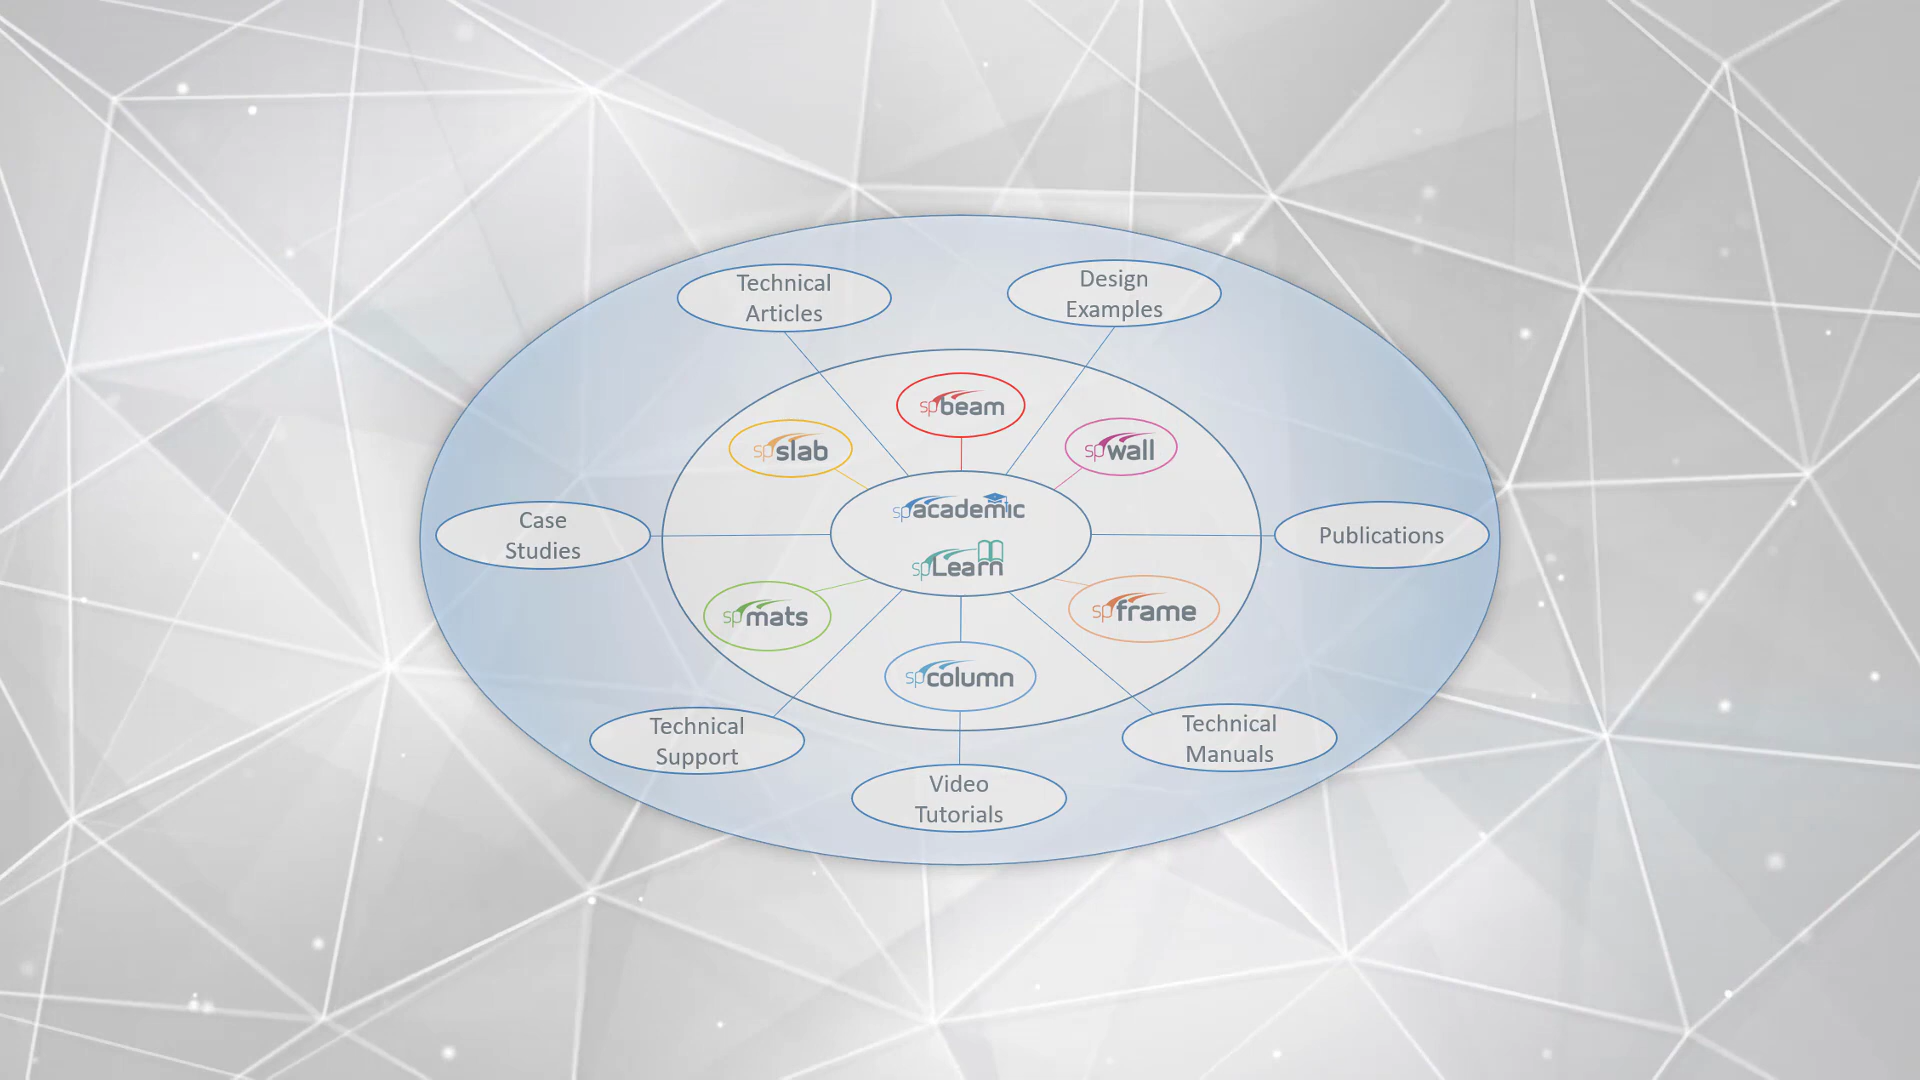 Technical
Articles
Design
Examples
spbeam
spslab
spwall
spacademic
spLearn
Case
Studies
Publications
spmats
spframe
spcolumn
Technical
Support
Technical
Manuals
Video
Tutorials